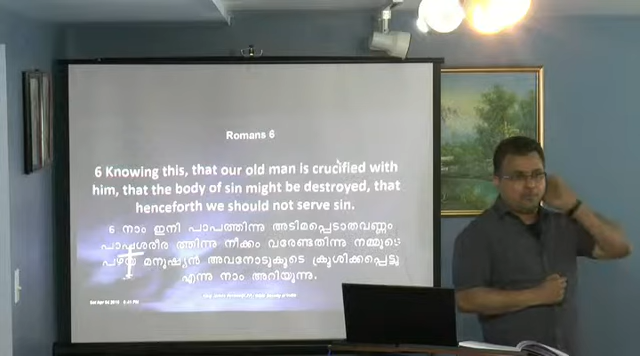 Romans 6
6 Knowing this, that our old man is crucified with
him, that the body of sin might be destroyed, that
henceforth we should not serve sin.
6 നാം ഇനി പാപത്തിന്നു അടിമപ്പെടാതവണ്ണം
പാപശരീര ത്തിന്നു നീക്കം വരേണ്ടതിന്നു നമ്മുടെ
പഴയ മനുഷ്യൻ അവനോടുകൂടെ ക്രൂശിക്കപ്പെട്ടു
എന്നു നാം അറിയുന്നു.